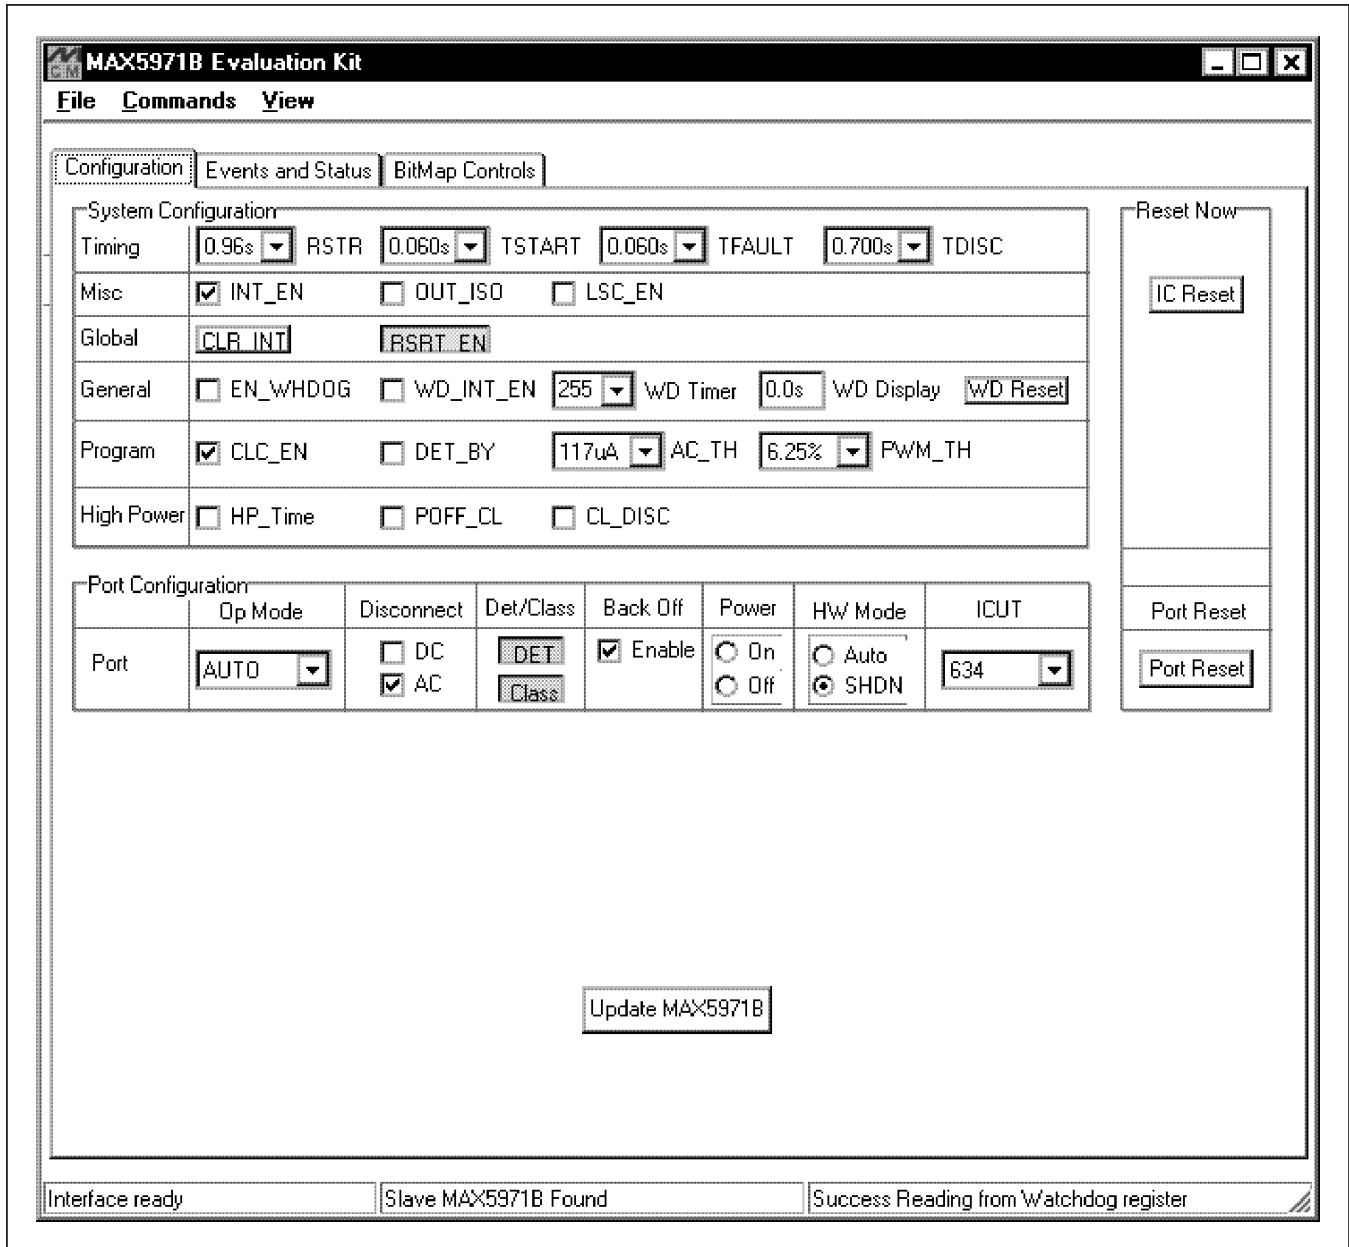 MAX5971B Evaluation Kit
File Commands View
Configuration Events and Status BitMap Controls
System Configuration Reset Now
Timing 0.96s RSTR 0.060s TSTART 0.060s TFAULT 0.700s TDISC
Misc INT_EN OUT_ISO LSC_EN IC Reset
Global CLR_INT RSRT_EN
General EN_WHDOG WD_INT_EN 255 WD Timer 0.0s WD Display WD Reset
Program CLC_EN DET_BY 117uA AC_TH 6.25% PWM_TH
High Power HP_Time POFF_CL CL_DISC
Port Configuration
Op Mode Disconnect Det/Class Back Off Power HW Mode ICUT Port Reset
Port AUTO DC DET Enable On Auto 634 Port Reset
AC Class Off SHDN
Update MAX5971B
Interface ready Slave MAX5971B Found Success Reading from Watchdog register